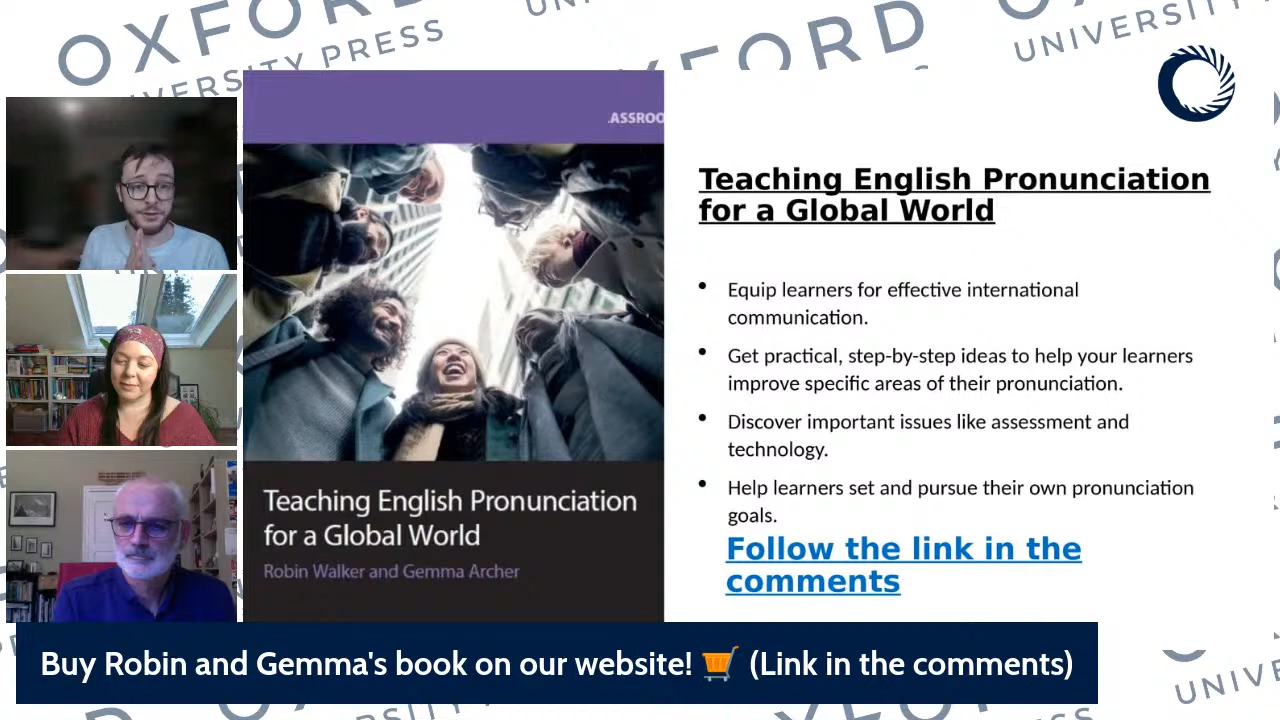 OXFORD
UNIVERSITY PRESS
UNIVERSITY
.ASSROO
Teaching English Pronunciation
for a Global World
Robin Walker and Gemma Archer
Teaching English Pronunciation
for a Global World
• Equip learners for effective international
communication.
• Get practical, step-by-step ideas to help your learners
improve specific areas of their pronunciation.
• Discover important issues like assessment and
technology.
• Help learners set and pursue their own pronunciation
goals.
Follow the link in the
comments
Buy Robin and Gemma's book on our website! 🛒 (Link in the comments)